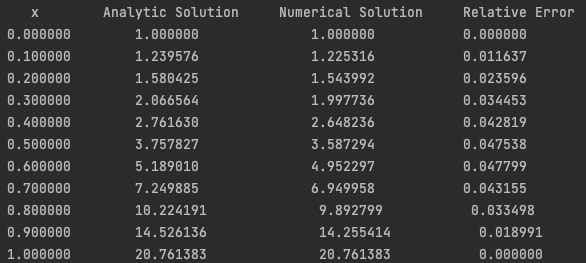 x Analytic Solution Numerical Solution Relative Error
0.000000 1.000000 1.000000 0.000000
0.100000 1.239576 1.225316 0.011637
0.200000 1.580425 1.543992 0.023596
0.300000 2.066564 1.997736 0.034453
0.400000 2.761630 2.648236 0.042819
0.500000 3.757827 3.587294 0.047538
0.600000 5.189010 4.952297 0.047799
0.700000 7.249885 6.949958 0.043155
0.800000 10.224191 9.892799 0.033498
0.900000 14.526136 14.255414 0.018991
1.000000 20.761383 20.761383 0.000000